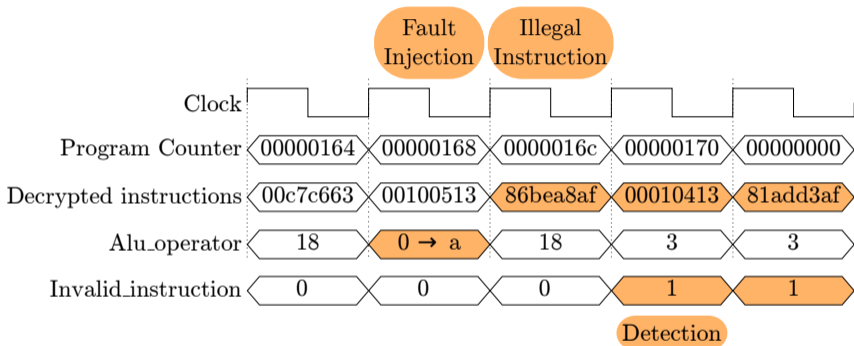 Fault Injection
Illegal Instruction
Clock
Program Counter 00000164 00000168 0000016c 00000170 00000000
Decrypted instructions 00c7c663 00100513 86bea8af 00010413 81add3af
Alu_operator 18 0 → a 18 3 3
Invalid_instruction 0 0 0 1 1
Detection